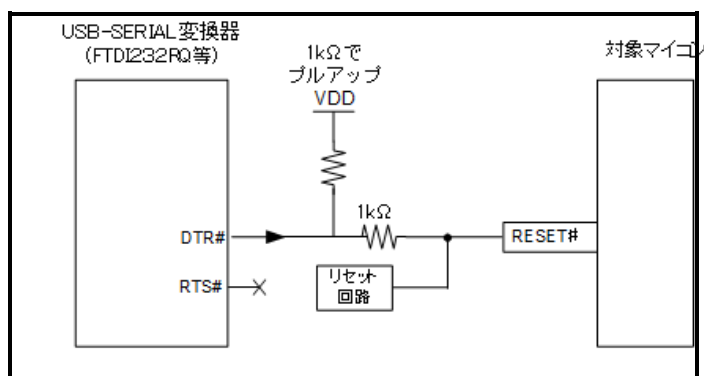 USB-SERIAL変換器
(FTDI232RQ等)
1kΩで
プルアップ
VDD
対象マイコン
1kΩ
DTR#
RESET#
RTS#
リセット
回路